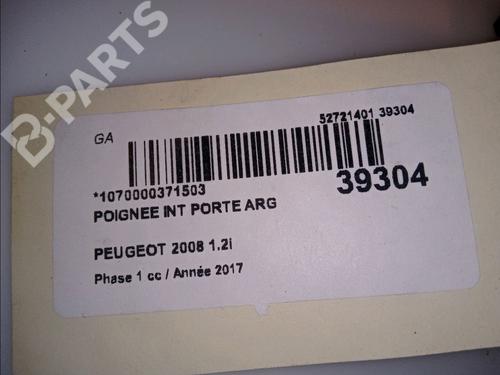 B-PARTS
GA
52721401 39304
*1070000371503
39304
POIGNEE INT PORTE ARG
PEUGEOT 2008 1.2i
Phase 1 cc / Année 2017